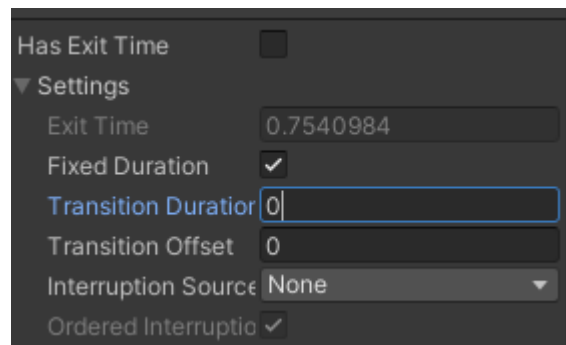 Has Exit Time
Settings
Exit Time 0.7540984
Fixed Duration
Transition Duration 0
Transition Offset 0
Interruption Source None
Ordered Interruptio